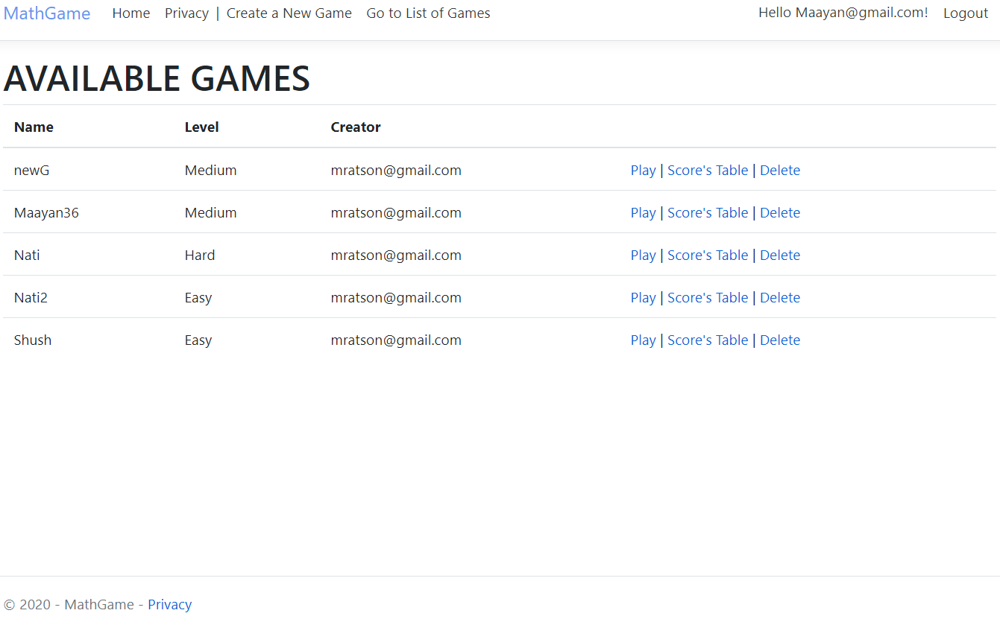 MathGame Home Privacy | Create a New Game Go to List of Games Hello Maayan@gmail.com! Logout
AVAILABLE GAMES
Name Level Creator
newG Medium mratson@gmail.com Play | Score's Table | Delete
Maayan36 Medium mratson@gmail.com Play | Score's Table | Delete
Nati Hard mratson@gmail.com Play | Score's Table | Delete
Nati2 Easy mratson@gmail.com Play | Score's Table | Delete
Shush Easy mratson@gmail.com Play | Score's Table | Delete
© 2020 - MathGame - Privacy